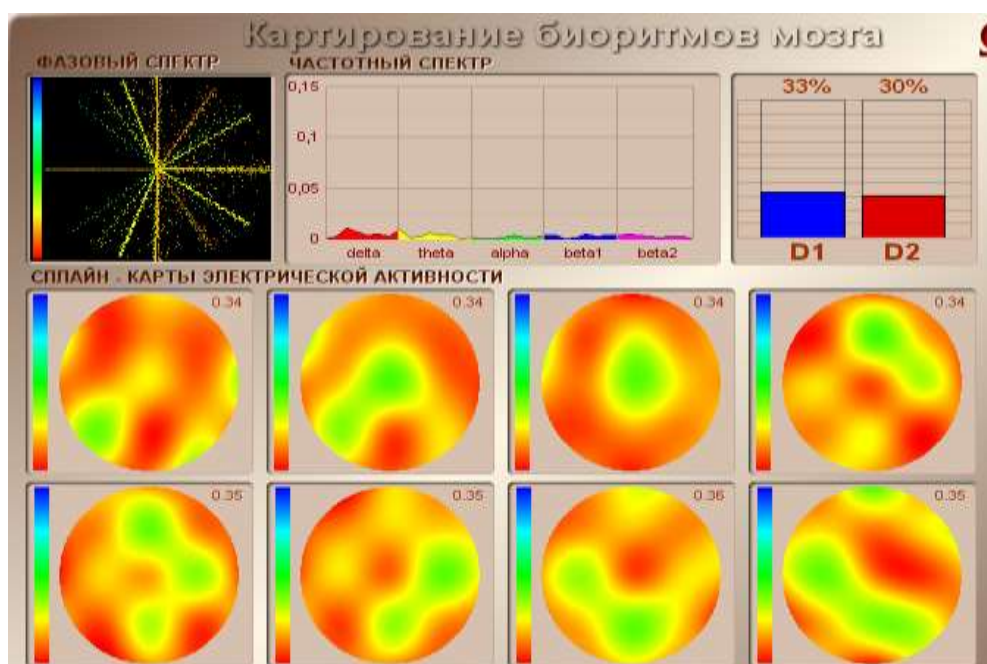 Картирование биоритмов мозга
ФАЗОВЫЙ СПЕКТР
ЧАСТОТНЫЙ СПЕКТР
0,15
0,1
0,05
0
delta theta alpha beta1 beta2
33% 30%
D1 D2
СПЛАЙН - КАРТЫ ЭЛЕКТРИЧЕСКОЙ АКТИВНОСТИ
0.34 0.34 0.34 0.34
0.35 0.35 0.35 0.35